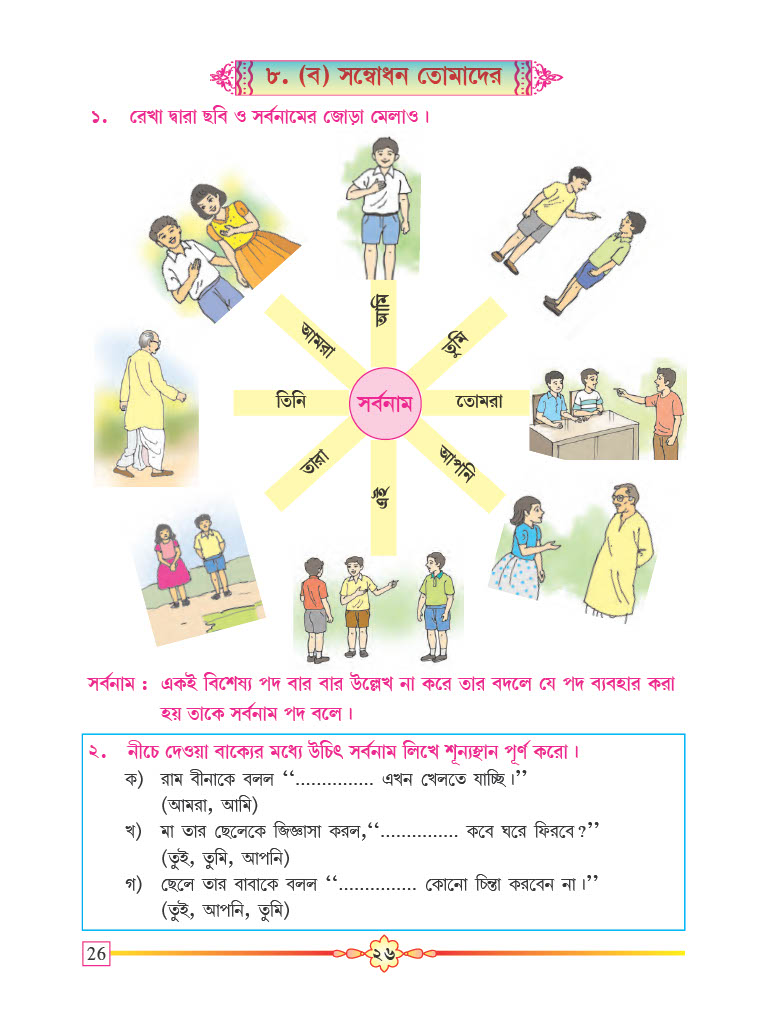 ৮. (ব) সম্বোধন তোমাদের
১. রেখা দ্বারা ছবি ও সর্বনামের জোড়া মেলাও।
আমি
আমরা
তুমি
তিনি
সর্বনাম
তোমরা
তারা
আপনি
এই
সর্বনাম : একই বিশেষ্য পদ বার বার উল্লেখ না করে তার বদলে যে পদ ব্যবহার করা
হয় তাকে সর্বনাম পদ বলে।
২. নীচে দেওয়া বাক্যের মধ্যে উচিৎ সর্বনাম লিখে শূন্যস্থান পূর্ণ করো।
ক) রাম বীনাকে বলল “............... এখন খেলতে যাচ্ছি।”
(আমরা, আমি)
খ) মা তার ছেলেকে জিজ্ঞাসা করল,“............... কবে ঘরে ফিরবে?”
(তুই, তুমি, আপনি)
গ) ছেলে তার বাবাকে বলল “............... কোনো চিন্তা করবেন না।”
(তুই, আপনি, তুমি)
26
২৬